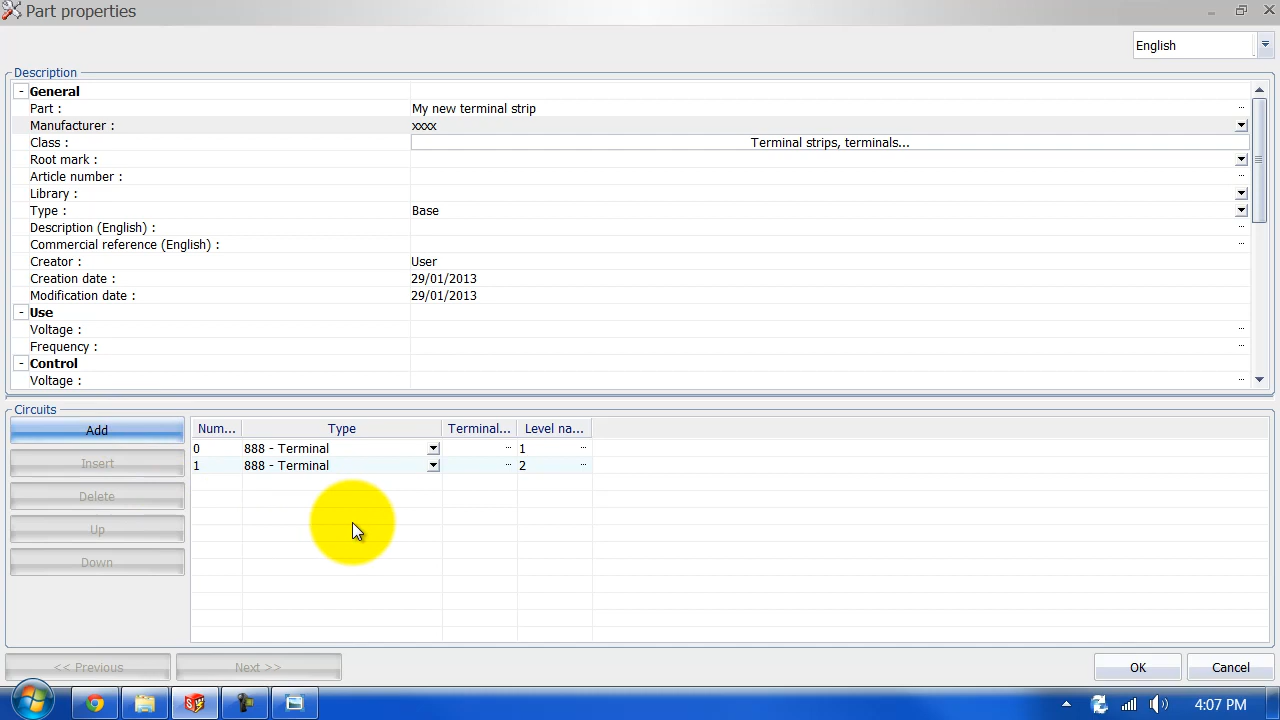 Part properties
English
Description
- General
Part : My new terminal strip ...
Manufacturer : xxxx
Class : Terminal strips, terminals...
Root mark :
Article number : ...
Library :
Type : Base
Description (English) : ...
Commercial reference (English) : ...
Creator : User
Creation date : 29/01/2013
Modification date : 29/01/2013
- Use
Voltage : ...
Frequency : ...
- Control
Voltage : ...
Circuits
Add
Insert
Delete
Up
Down
Num... Type Terminal... Level na...
0 888 - Terminal ... 1 ...
1 888 - Terminal ... 2 ...
<< Previous Next >> OK Cancel
4:07 PM